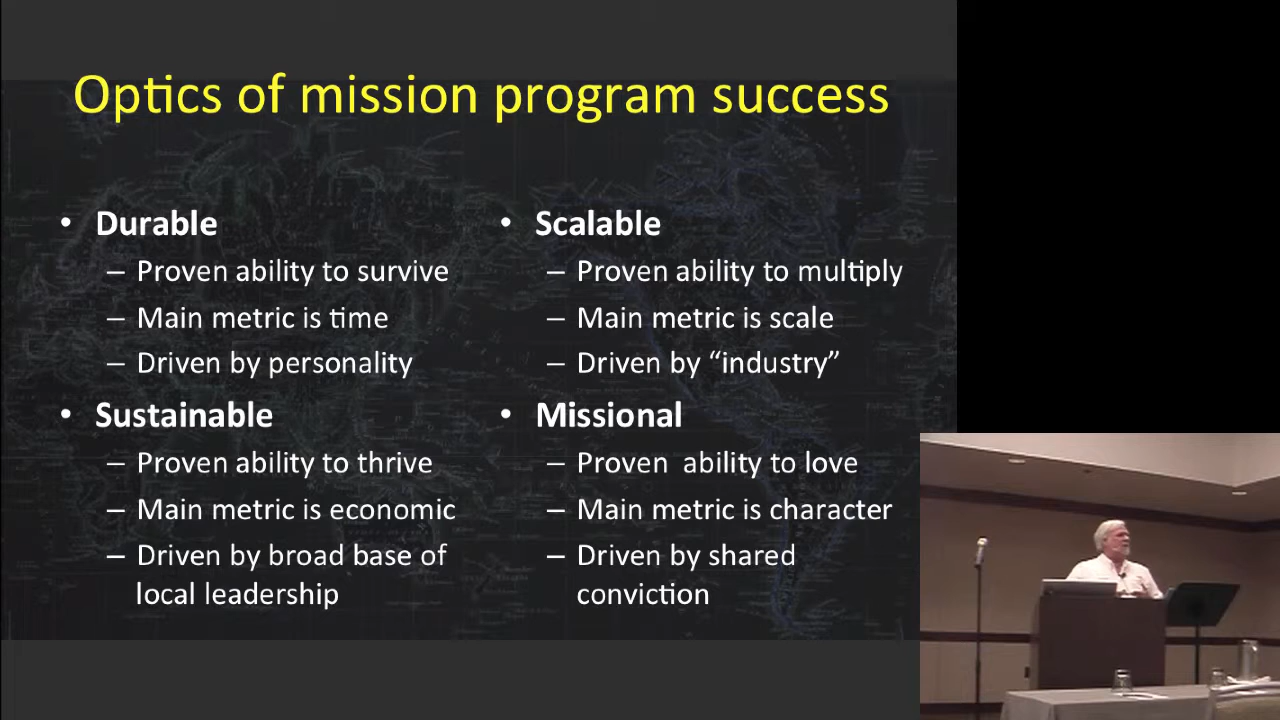 Optics of mission program success
• Durable
– Proven ability to survive
– Main metric is time
– Driven by personality
• Sustainable
– Proven ability to thrive
– Main metric is economic
– Driven by broad base of
local leadership
• Scalable
– Proven ability to multiply
– Main metric is scale
– Driven by “industry”
• Missional
– Proven ability to love
– Main metric is character
– Driven by shared
conviction